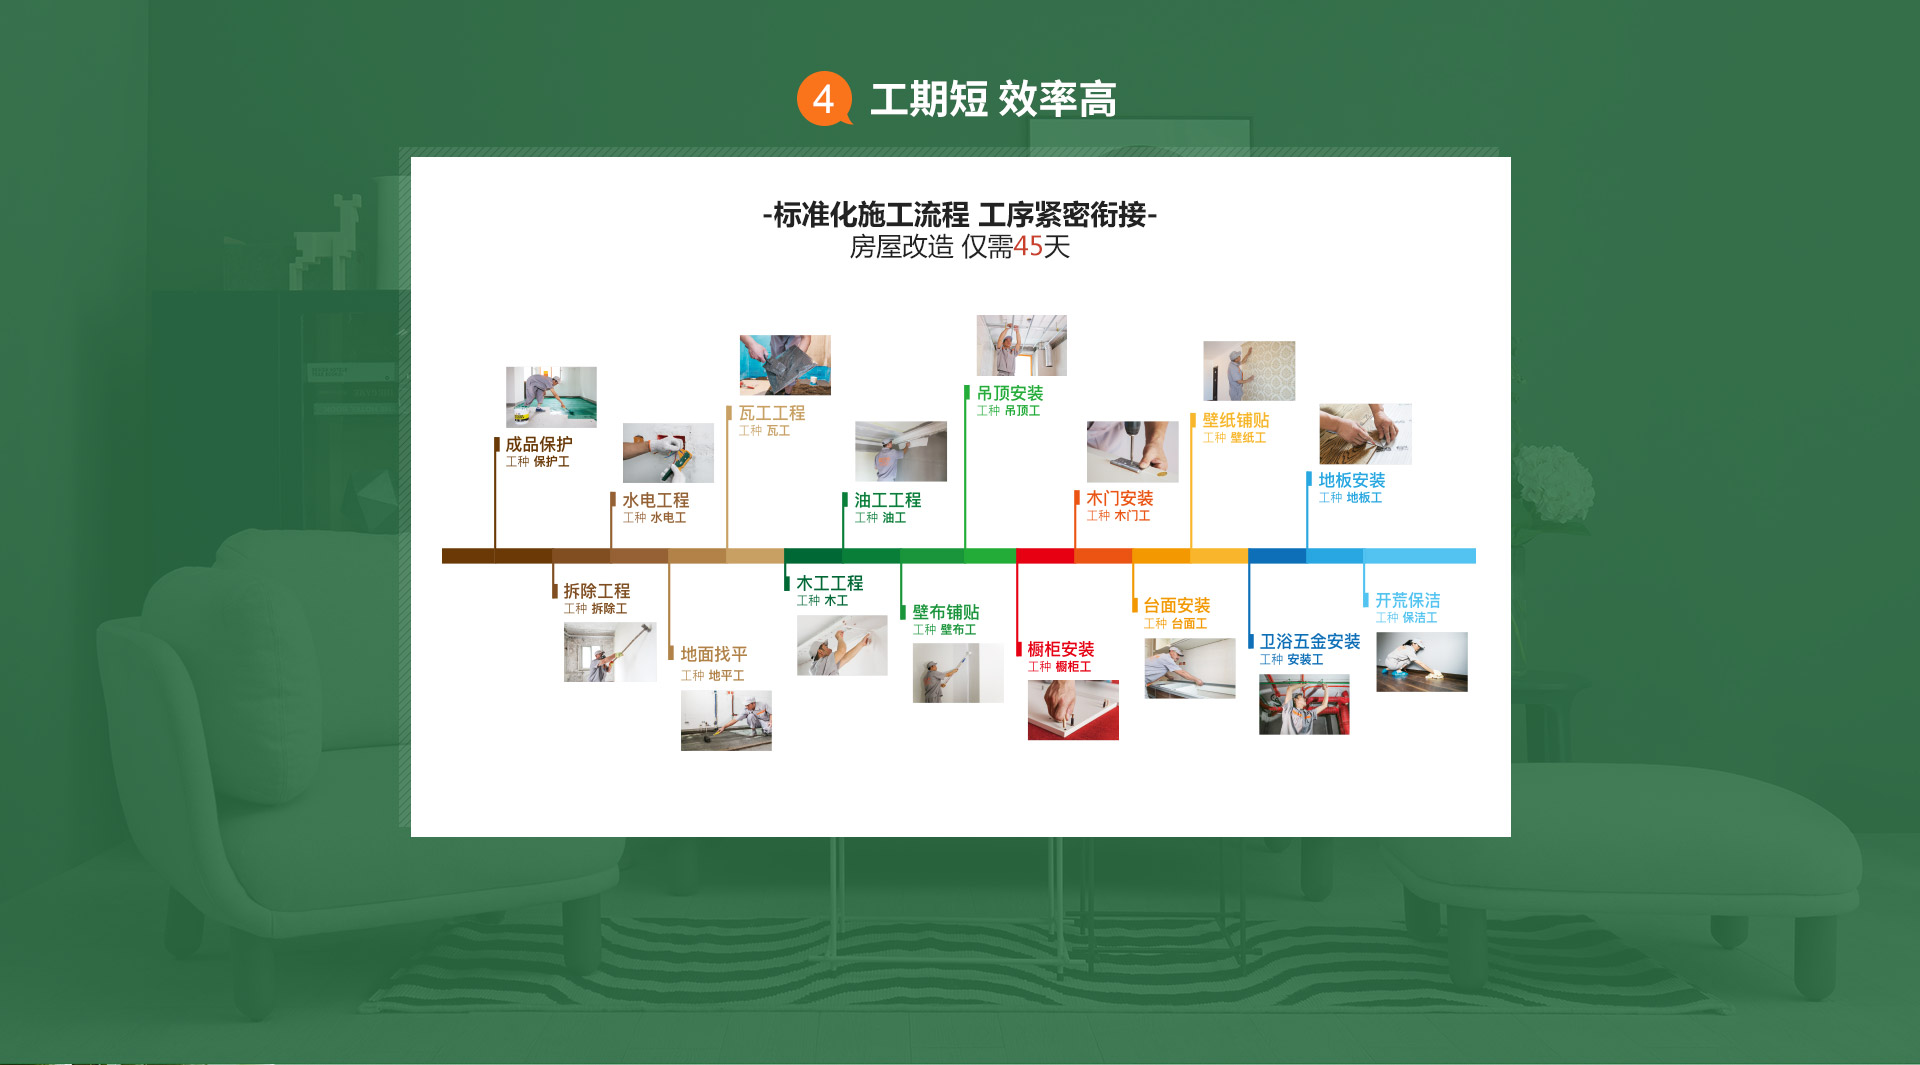 4
工期短 效率高
-标准化施工流程 工序紧密衔接-
房屋改造 仅需45天
成品保护
工种 保护工
拆除工程
工种 拆除工
水电工程
工种 水电工
地面找平
工种 地平工
瓦工工程
工种 瓦工
木工工程
工种 木工
油工工程
工种 油工
壁布铺贴
工种 壁布工
吊顶安装
工种 吊顶工
橱柜安装
工种 橱柜工
木门安装
工种 木门工
台面安装
工种 台面工
壁纸铺贴
工种 壁纸工
卫浴五金安装
工种 安装工
地板安装
工种 地板工
开荒保洁
工种 保洁工